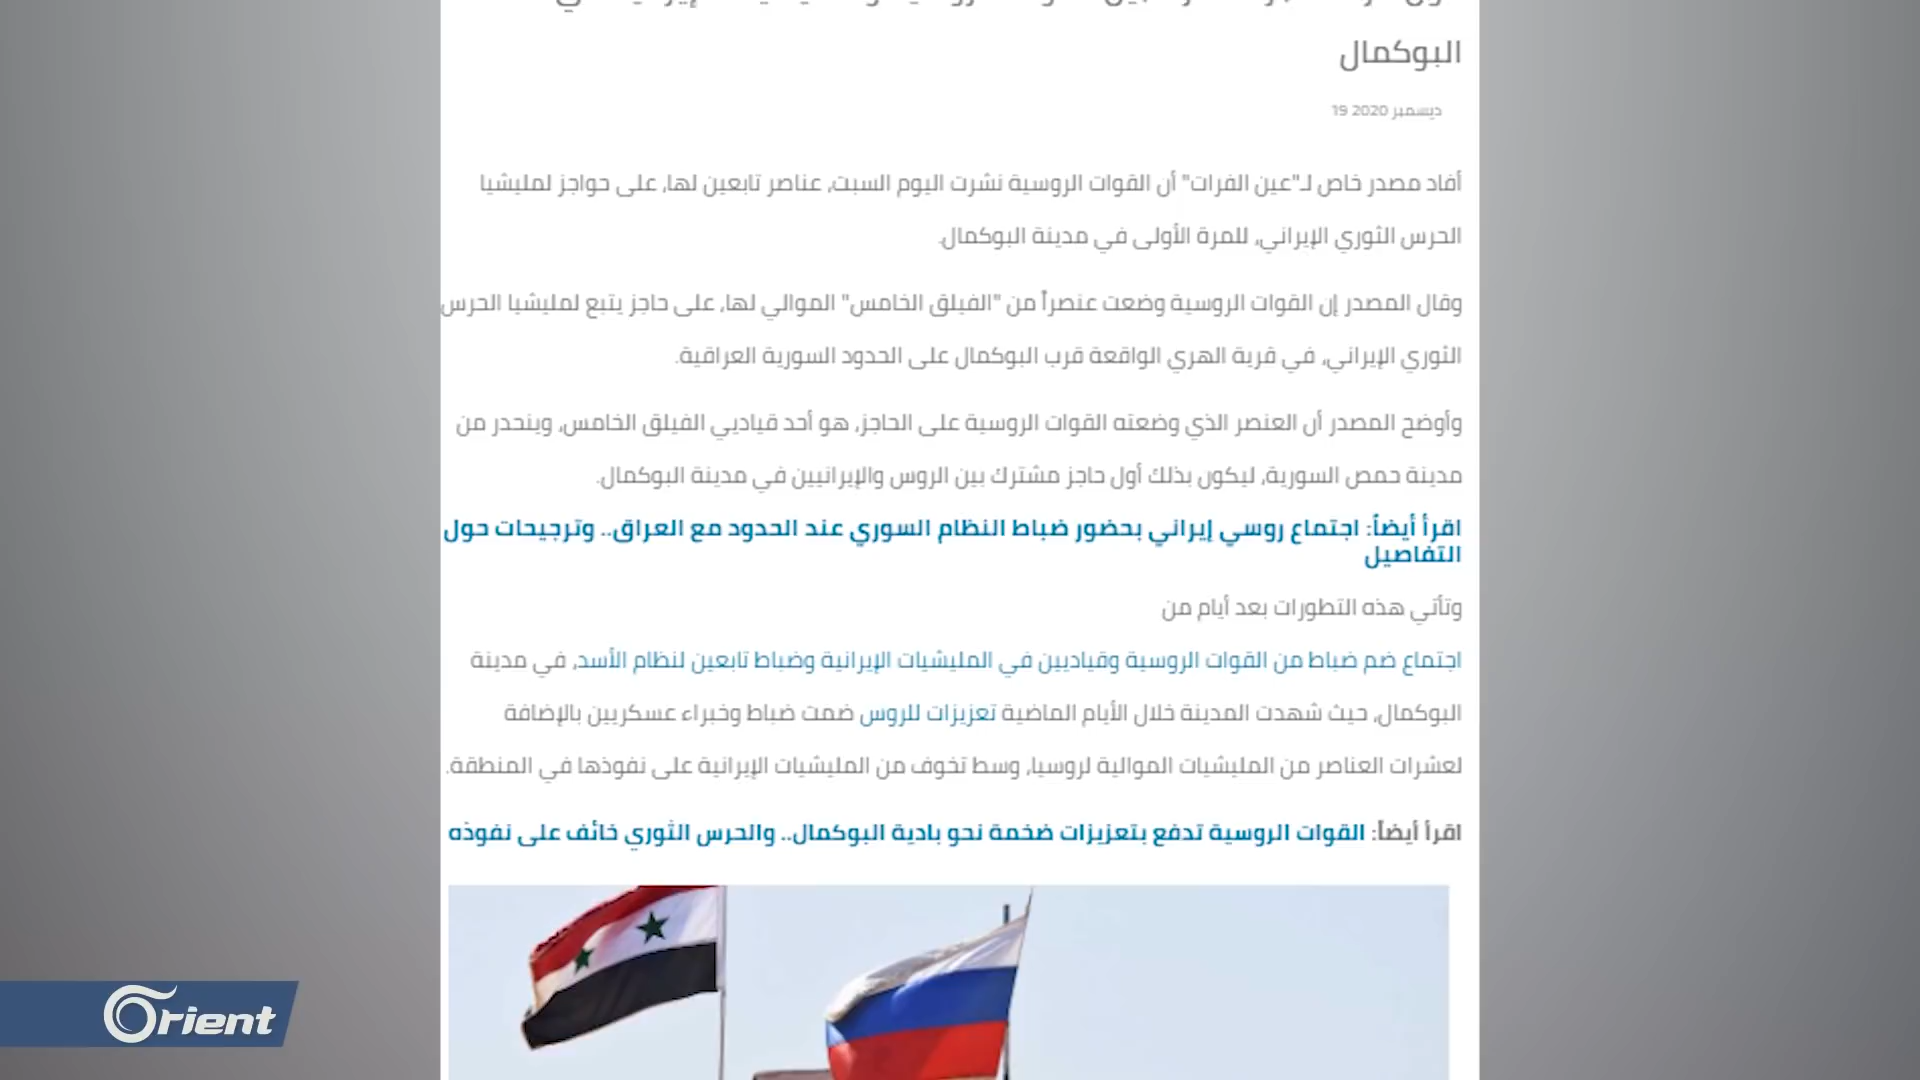 البوكمال
ديسمبر 2020 19
أفاد مصدر خاص لـ"عين الفرات" أن القوات الروسية نشرت اليوم السبت، عناصر تابعين لها، على حواجز لمليشيا
الحرس الثوري الإيراني، للمرة الأولى في مدينة البوكمال.
وقال المصدر إن القوات الروسية وضعت عنصراً من "الفيلق الخامس" الموالي لها، على حاجز يتبع لمليشيا الحرس
الثوري الإيراني، في قرية الهري الواقعة قرب البوكمال على الحدود السورية العراقية.
وأوضح المصدر أن العنصر الذي وضعته القوات الروسية على الحاجز، هو أحد قياديي الفيلق الخامس، وينحدر من
مدينة حمص السورية، ليكون بذلك أول حاجز مشترك بين الروس والإيرانيين في مدينة البوكمال.
اقرأ أيضاً: اجتماع روسي إيراني بحضور ضباط النظام السوري عند الحدود مع العراق.. وترجيحات حول
التفاصيل
وتأتي هذه التطورات بعد أيام من
اجتماع ضم ضباط من القوات الروسية وقياديين في المليشيات الإيرانية وضباط تابعين لنظام الأسد، في مدينة
البوكمال، حيث شهدت المدينة خلال الأيام الماضية تعزيزات للروس ضمت ضباط وخبراء عسكريين بالإضافة
لعشرات العناصر من المليشيات الموالية لروسيا، وسط تخوف من المليشيات الإيرانية على نفوذها في المنطقة.
اقرأ أيضاً: القوات الروسية تدفع بتعزيزات ضخمة نحو بادية البوكمال.. والحرس الثوري خائف على نفوذه
Orient